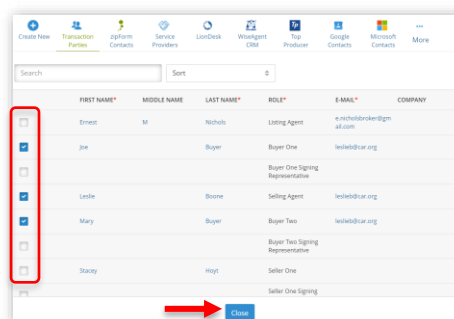 Create New
Transaction
Parties
zipForm
Contacts
Service
Providers
LionDesk
WiseAgent
CRM
Tp
Top
Producer
Google
Contacts
Microsoft
Contacts
...
More
Search
Sort
FIRST NAME* MIDDLE NAME LAST NAME* ROLE* E-MAIL* COMPANY
Ernest M Nichols Listing Agent e.nicholsbroker@gm
ail.com
Joe Buyer Buyer One leslieb@car.org
Buyer One Signing
Representative
Leslie Boone Selling Agent leslieb@car.org
Mary Buyer Buyer Two leslieb@car.org
Buyer Two Signing
Representative
Stacey Hoyt Seller One
Seller One Signing
Close